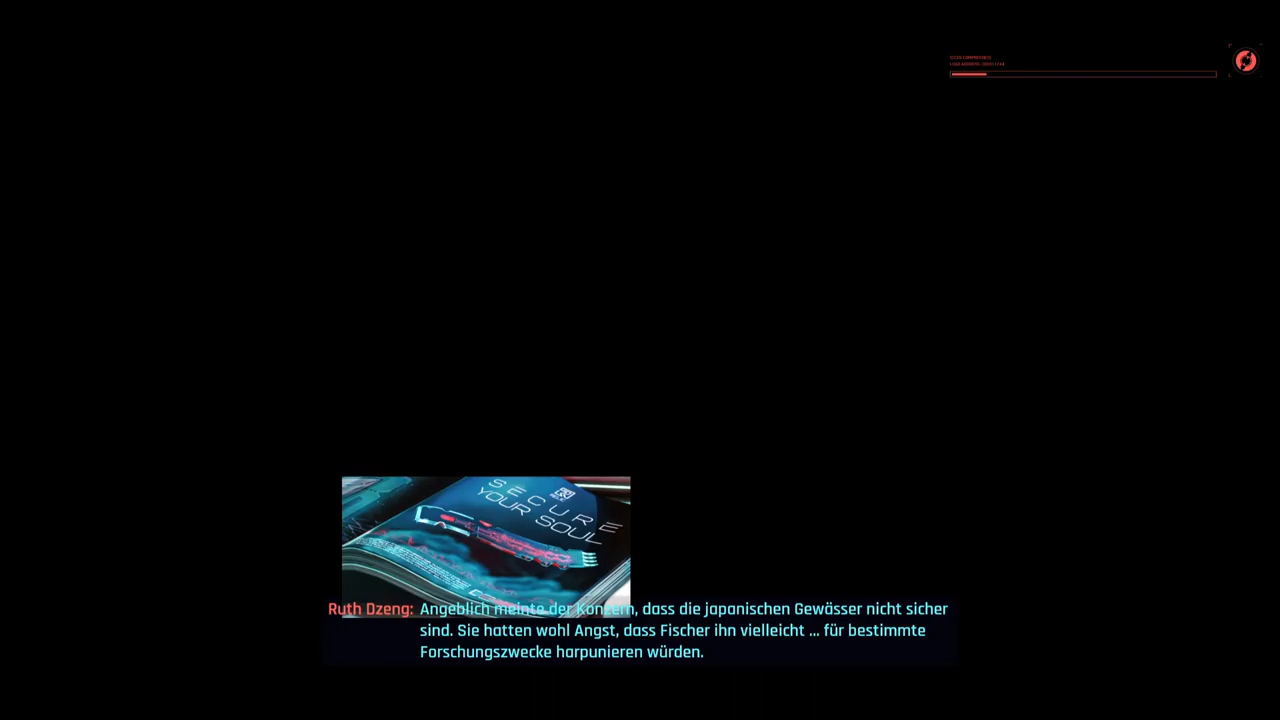 SECURE
YOUR SOUL
Ruth Dzeng: Angeblich meinte der Konzern, dass die japanischen Gewässer nicht sicher
sind. Sie hatten wohl Angst, dass Fischer ihn vielleicht ... für bestimmte
Forschungszwecke harpunieren würden.